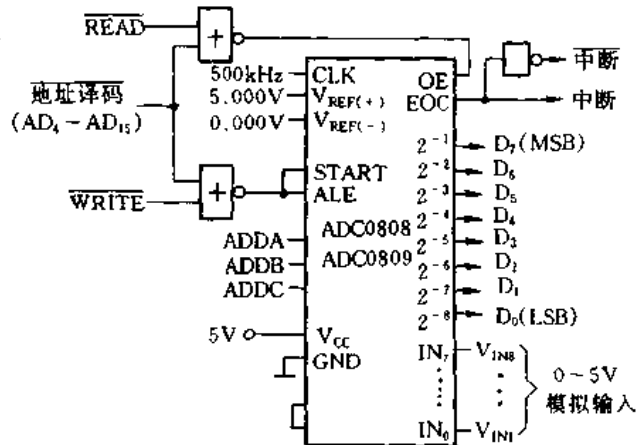 READ
+
500kHz
CLK
OE
中断
地址译码
(AD₄－AD₁₅)
5.000V
V_REF(+)
EOC
中断
0.000V
V_REF(-)
2⁻¹
D₇(MSB)
START
2⁻²
D₆
WRITE
+
ALE
2⁻³
D₅
2⁻⁴
D₄
ADDA
ADC0808
2⁻⁵
D₃
ADDB
ADC0809
2⁻⁶
D₂
ADDC
2⁻⁷
D₁
2⁻⁸
D₀(LSB)
5V
V_CC
GND
IN₇
V_IN8
0～5V
模拟输入
IN₀
V_IN1